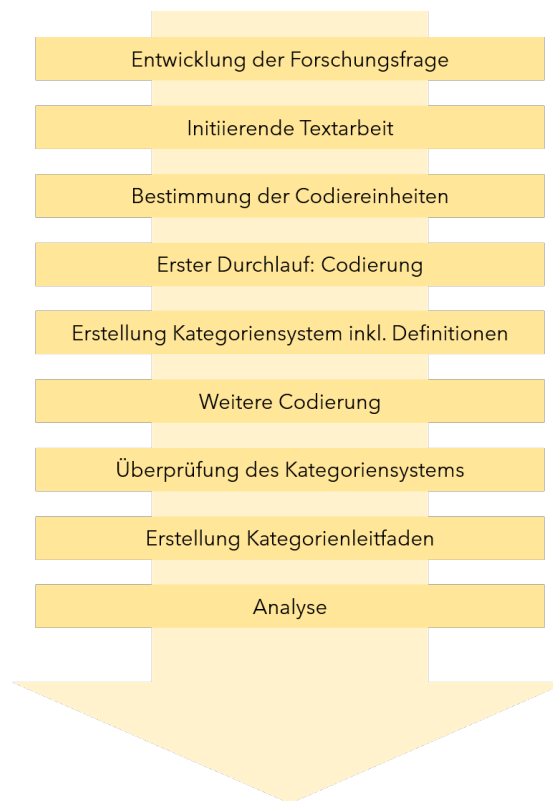 Entwicklung der Forschungsfrage
Initiierende Textarbeit
Bestimmung der Codiereinheiten
Erster Durchlauf: Codierung
Erstellung Kategoriensystem inkl. Definitionen
Weitere Codierung
Überprüfung des Kategoriensystems
Erstellung Kategorienleitfaden
Analyse